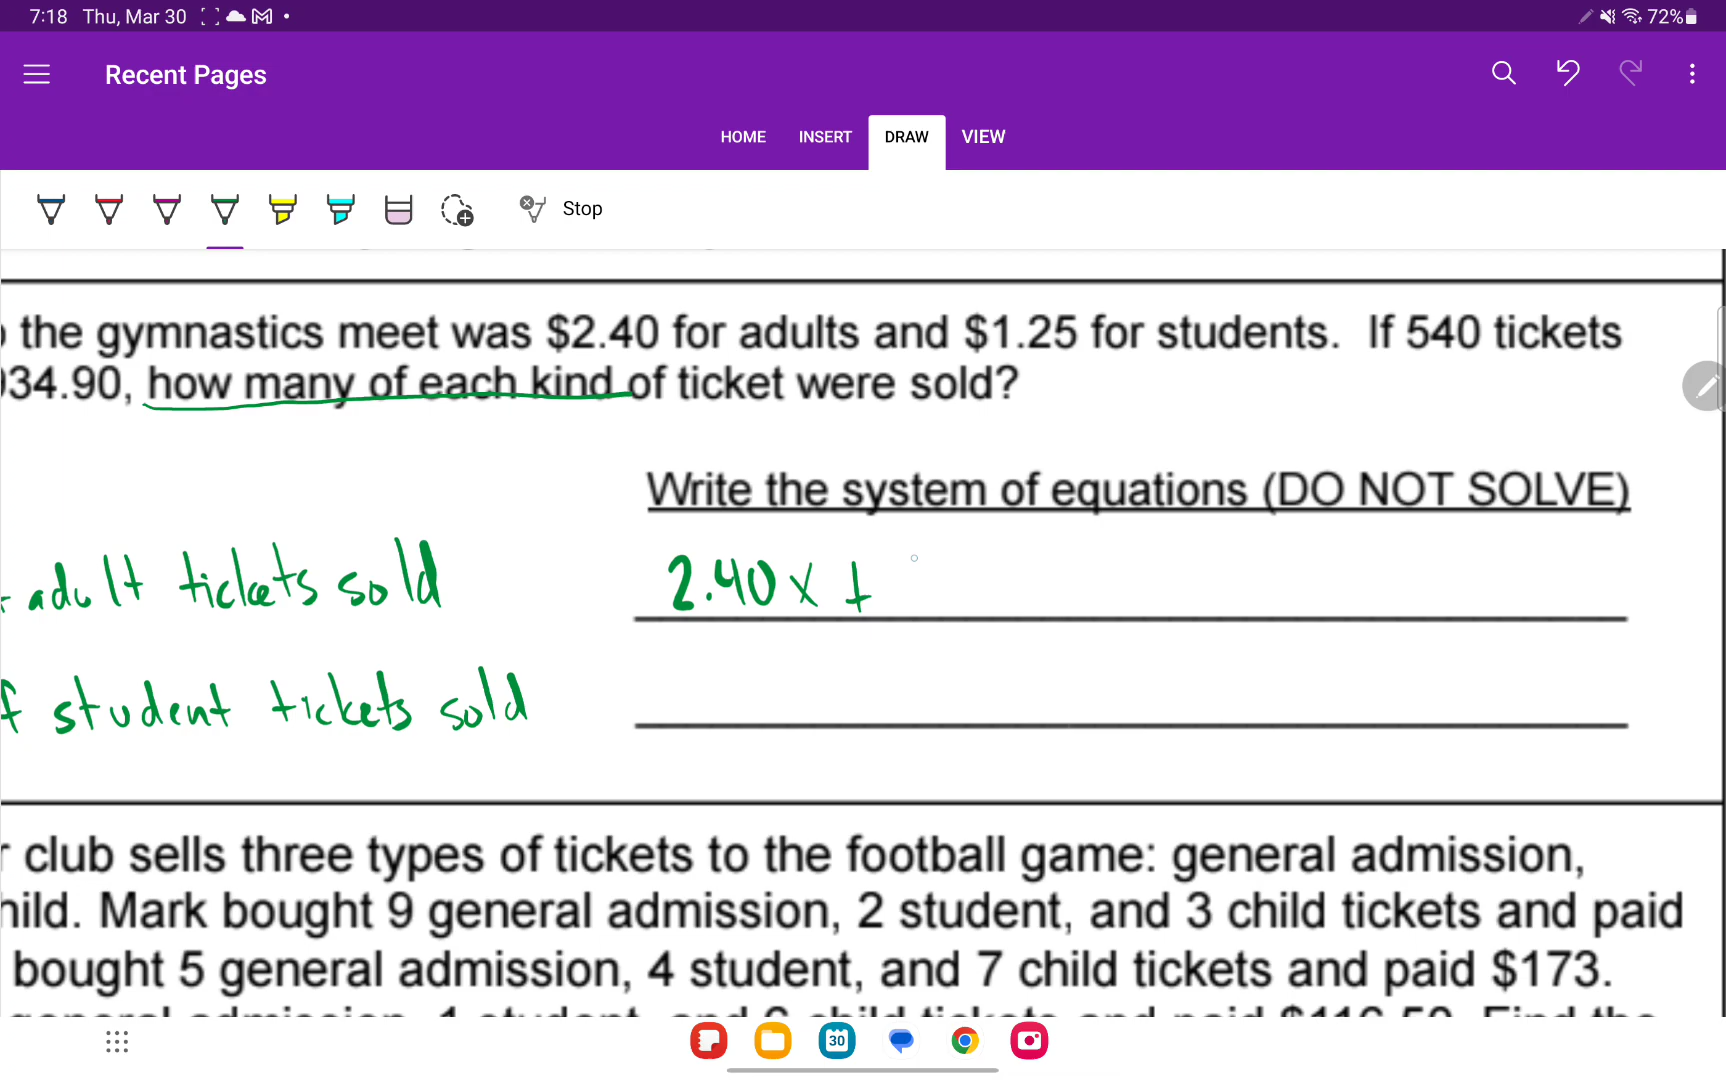 7:18 Thu, Mar 30 72%
Recent Pages
HOME INSERT DRAW VIEW
Stop
the gymnastics meet was $2.40 for adults and $1.25 for students. If 540 tickets
34.90, how many of each kind of ticket were sold?
Write the system of equations (DO NOT SOLVE)
adult tickets sold
2.40x +
student tickets sold
club sells three types of tickets to the football game: general admission,
hild. Mark bought 9 general admission, 2 student, and 3 child tickets and paid
bought 5 general admission, 4 student, and 7 child tickets and paid $173.
30